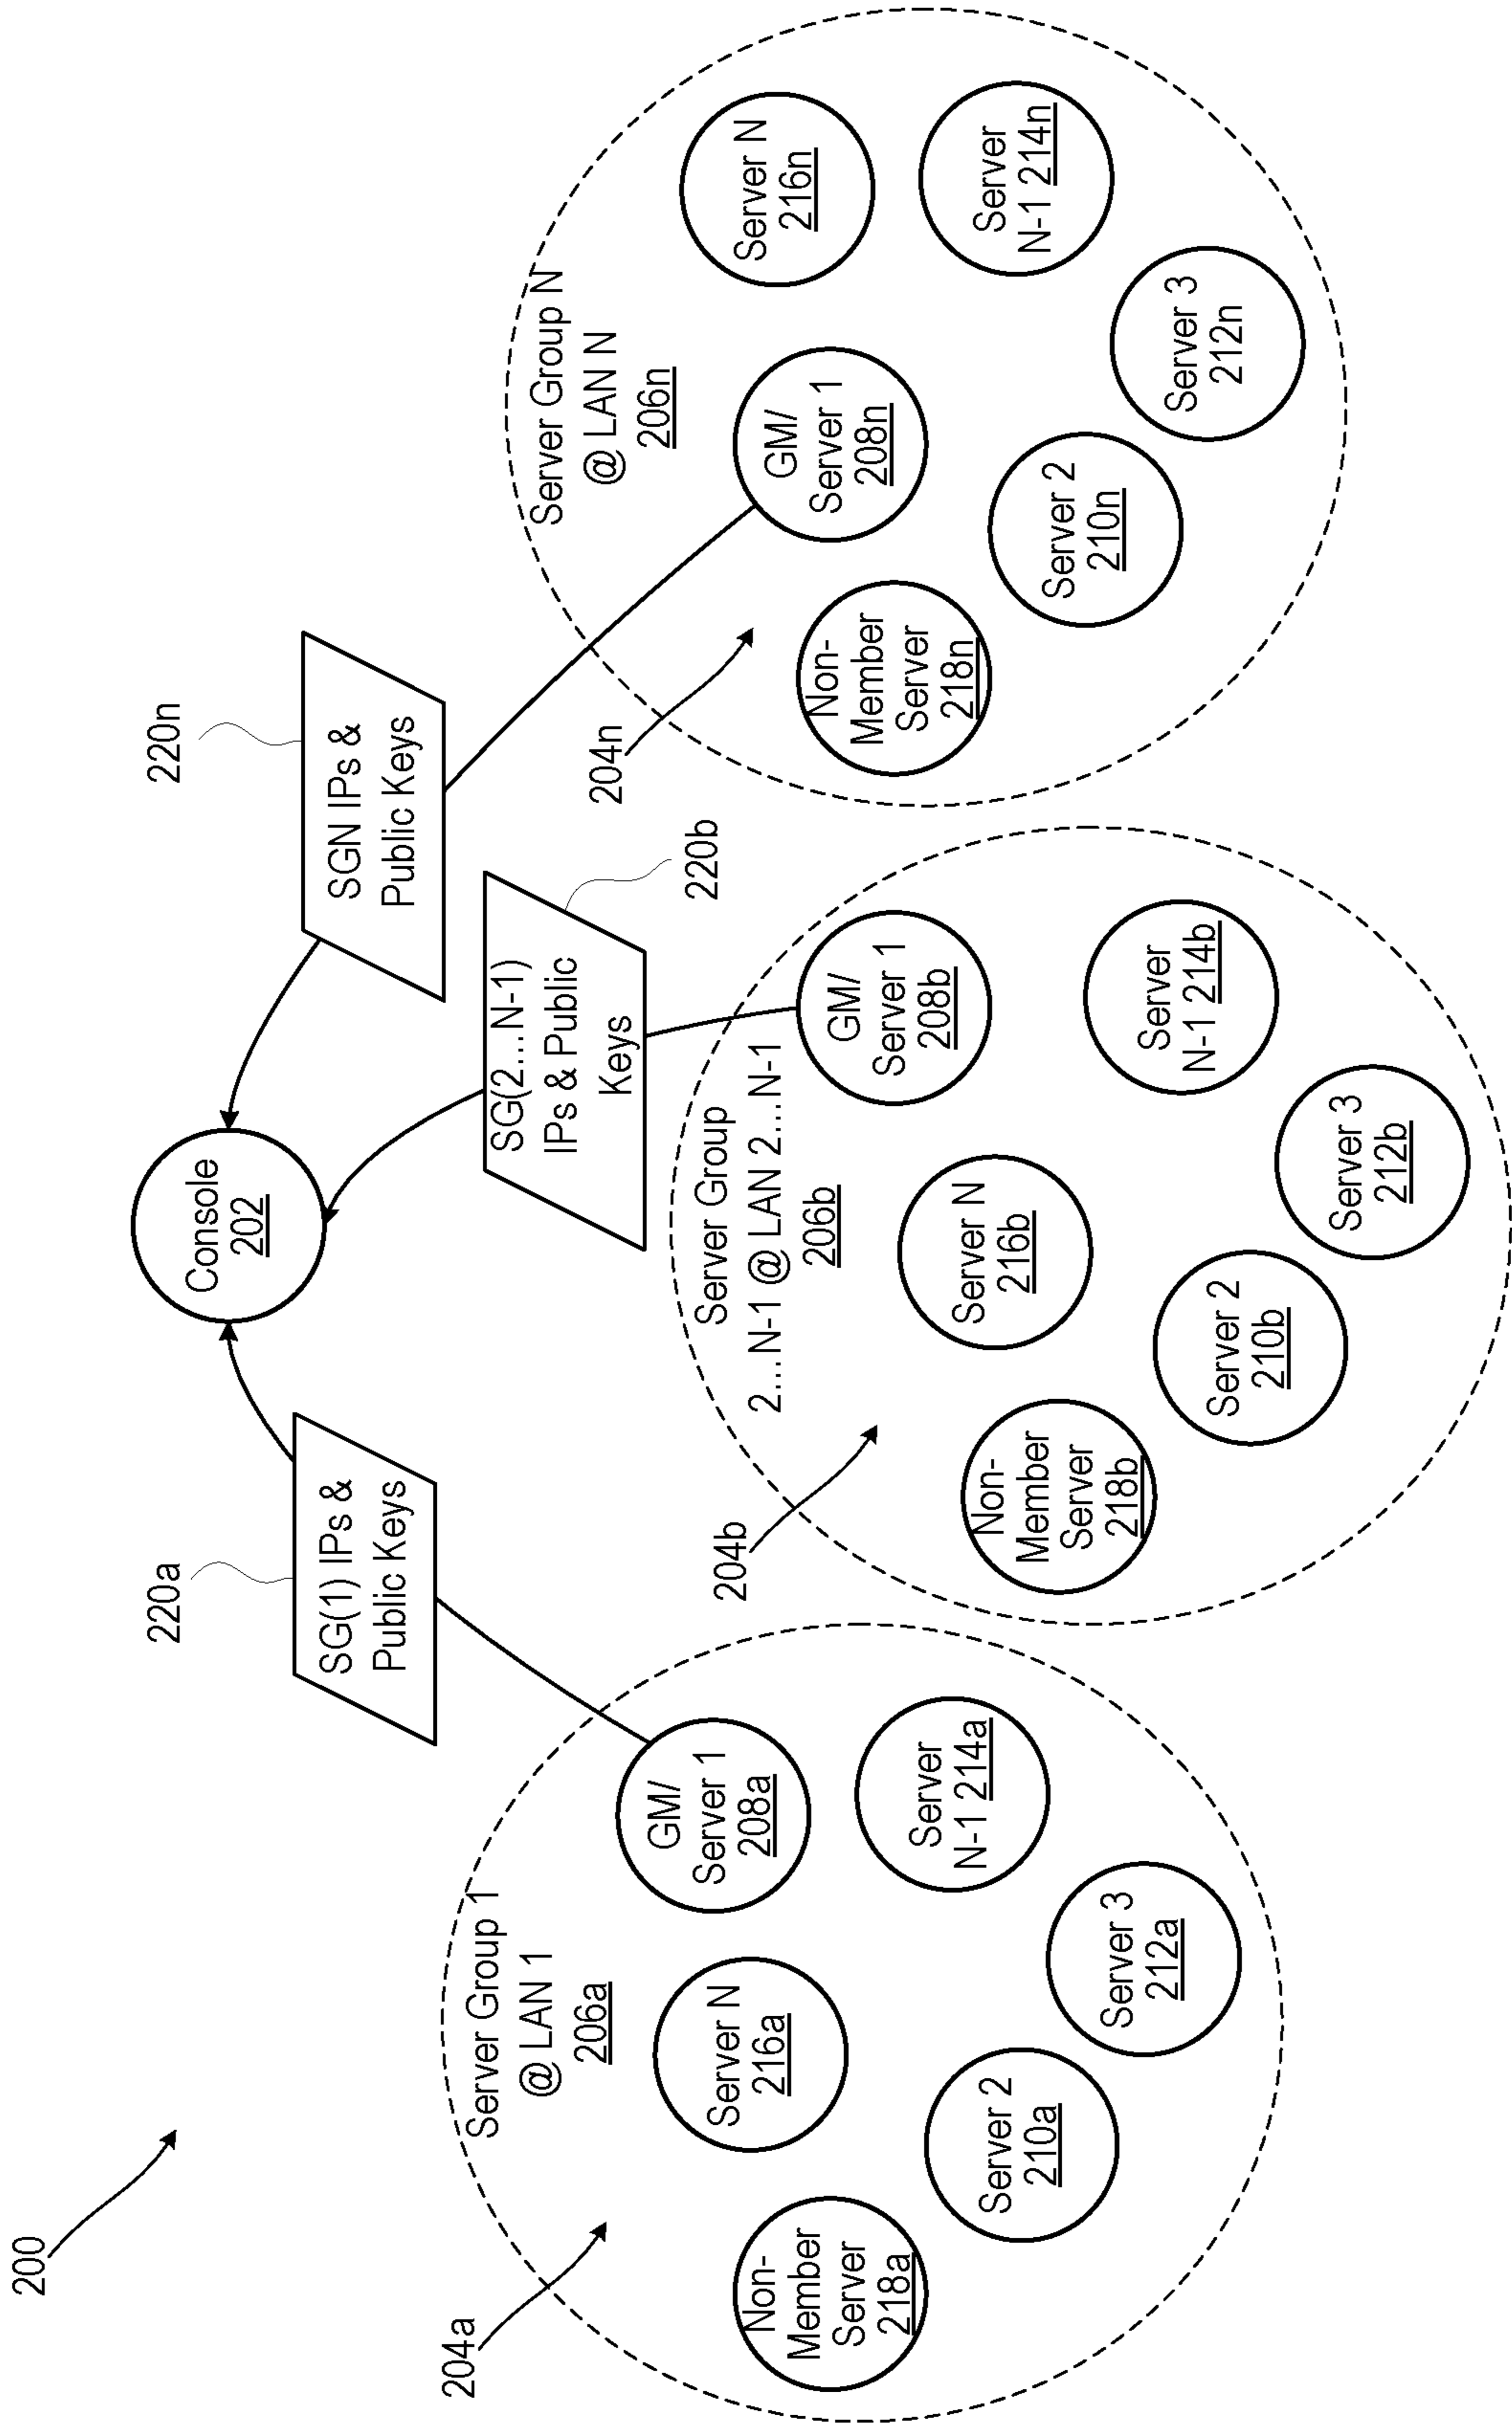 200
Console
202
220a
SG(1) IPs &
Public Keys
SG(2...N-1)
IPs & Public
Keys
220b
220n
SGN IPs &
Public Keys
204a
Server Group 1
@ LAN 1
206a
GM/
Server 1
208a
Server N
216a
Non-
Member
Server
218a
Server 2
210a
Server 3
212a
Server
N-1 214a
204b
Server Group
2...N-1 @ LAN 2...N-1
206b
GM/
Server 1
208b
Server N
216b
Non-
Member
Server
218b
Server 2
210b
Server 3
212b
Server
N-1 214b
204n
Server Group N
@ LAN N
206n
Server N
216n
GM/
Server 1
208n
Non-
Member
Server
218n
Server 2
210n
Server 3
212n
Server
N-1 214n